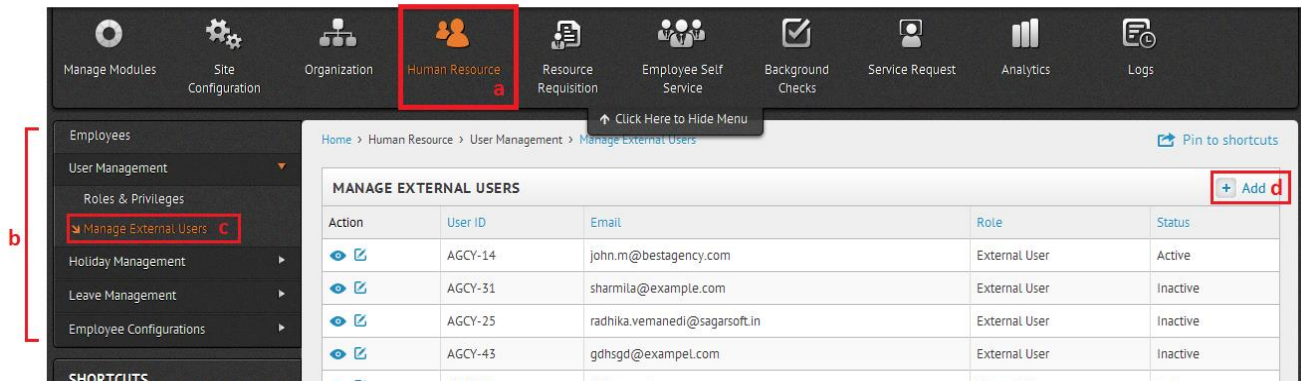 Manage Modules
Site Configuration
Organization
Human Resource
a
Resource Requisition
Employee Self Service
Background Checks
Service Request
Analytics
Logs
↑ Click Here to Hide Menu
b
Employees
User Management
Roles & Privileges
Manage External Users c
Holiday Management
Leave Management
Employee Configurations
SHORTCUTS
Home > Human Resource > User Management > Manage External Users
Pin to shortcuts
MANAGE EXTERNAL USERS
+ Add d
Action User ID Email Role Status
AGCY-14 john.m@bestagency.com External User Active
AGCY-31 sharmila@example.com External User Inactive
AGCY-25 radhika.vemanedi@sagarsoft.in External User Inactive
AGCY-43 gdhsgd@exampel.com External User Inactive